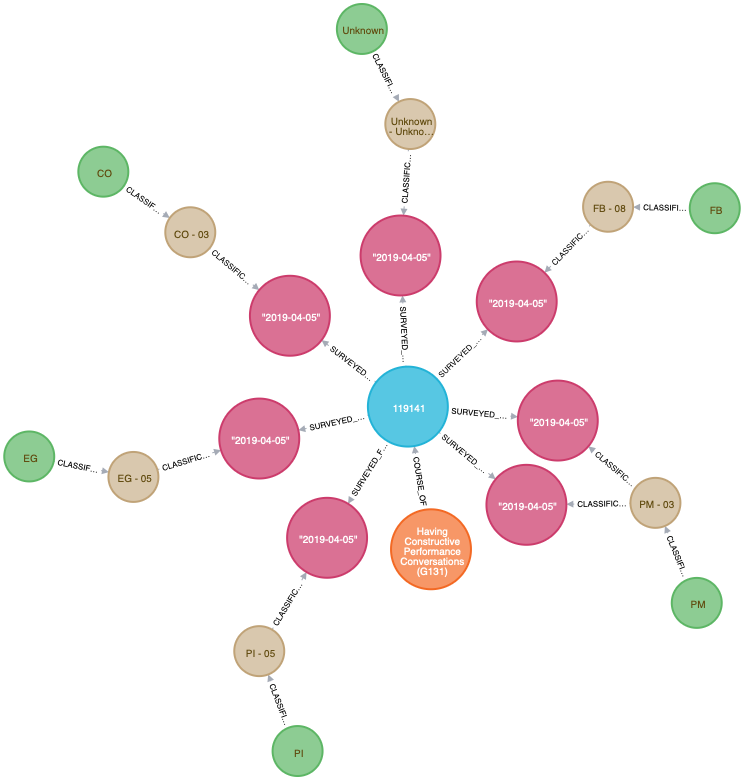 Unknown
CLASSIFI...
Unknown
- Unkno...
CLASSIFIC...
"2019-04-05"
SURVEYED...
CO
CLASSIF...
CO - 03
CLASSIFIC...
"2019-04-05"
SURVEYED...
FB
CLASSIFI...
FB - 08
CLASSIFIC...
"2019-04-05"
SURVEYED_...
119141
SURVEYED_...
"2019-04-05"
CLASSIFIC...
SURVEYED...
"2019-04-05"
CLASSIFIC...
PM - 03
CLASSIFI...
PM
EG
CLASSIF...
EG - 05
CLASSIFIC...
"2019-04-05"
SURVEYED_...
SURVEYED_F...
"2019-04-05"
CLASSIFIC...
PI - 05
CLASSIFI...
PI
COURSE_OF
Having
Constructive
Performance
Conversations
(G131)